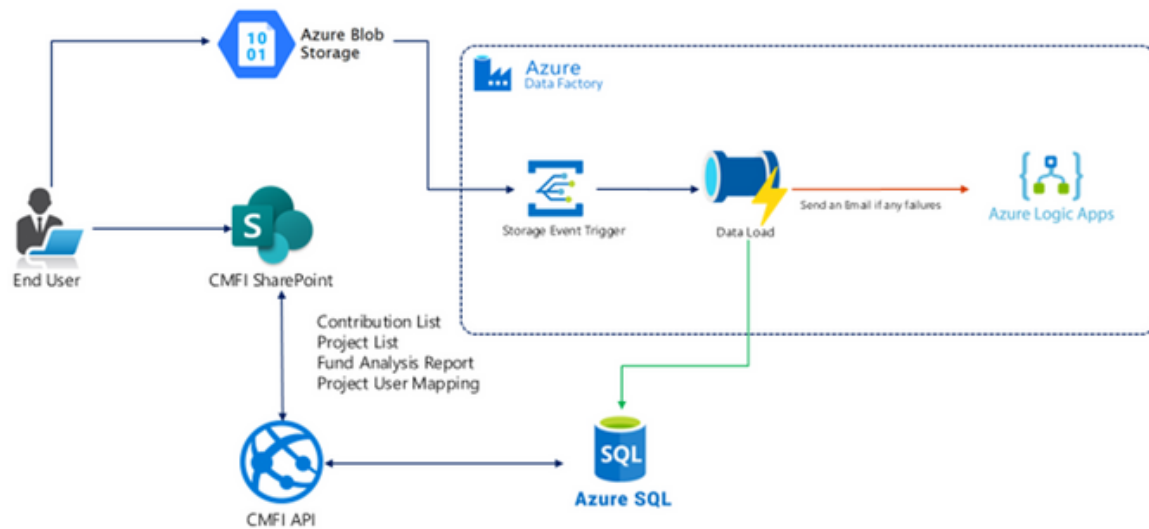 10
01
Azure Blob
Storage
Azure
Data Factory
Storage Event Trigger
Data Load
Send an Email if any failures
Azure Logic Apps
End User
S
CMFI SharePoint
Contribution List
Project List
Fund Analysis Report
Project User Mapping
CMFI API
SQL
Azure SQL